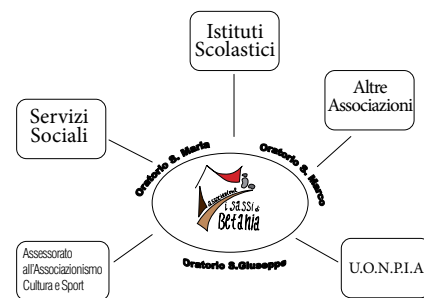 Istituti
Scolastici
Altre
Associazioni
Servizi
Sociali
Oratorio S. Maria
Oratorio S. Marco
associazione
i sassi di
Betania
Oratorio S.Giuseppe
Assessorato
all'Associazionismo
Cultura e Sport
U.O.N.P.I.A